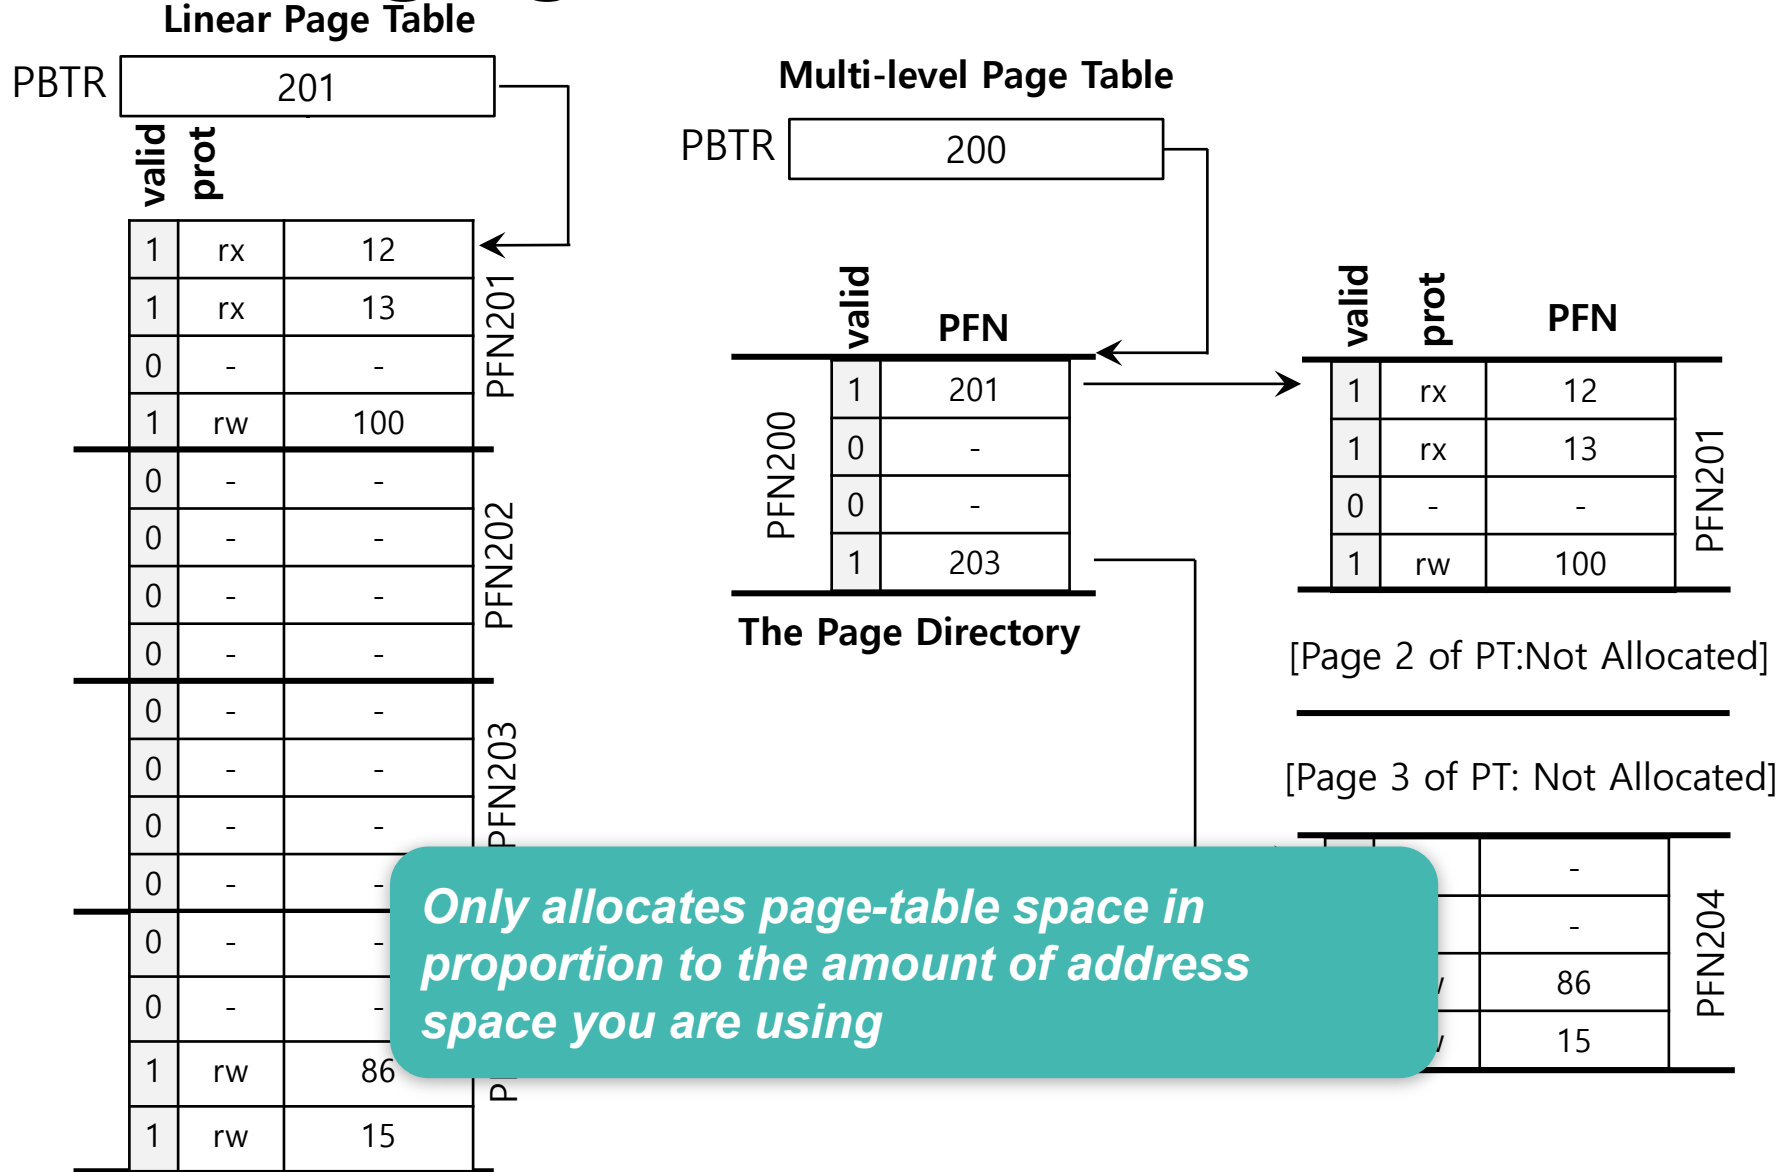 Linear Page Table
PBTR
201
valid
prot
1 rx 12
1 rx 13
0 - -
1 rw 100
PFN201
0 - -
0 - -
0 - -
0 - -
PFN202
0 - -
0 - -
0 - -
0 - -
PFN203
0 - -
0 - -
1 rw 86
1 rw 15
Multi-level Page Table
PBTR
200
valid
PFN
1 201
0 -
0 -
1 203
PFN200
The Page Directory
valid
prot
PFN
1 rx 12
1 rx 13
0 - -
1 rw 100
PFN201
[Page 2 of PT:Not Allocated]
[Page 3 of PT: Not Allocated]
-
-
86
15
PFN204
Only allocates page-table space in
proportion to the amount of address
space you are using